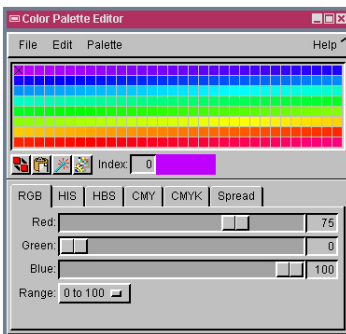 Color Palette Editor
File Edit Palette Help
Index: 0
RGB HIS HBS CMY CMYK Spread
Red: 75
Green: 0
Blue: 100
Range: 0 to 100